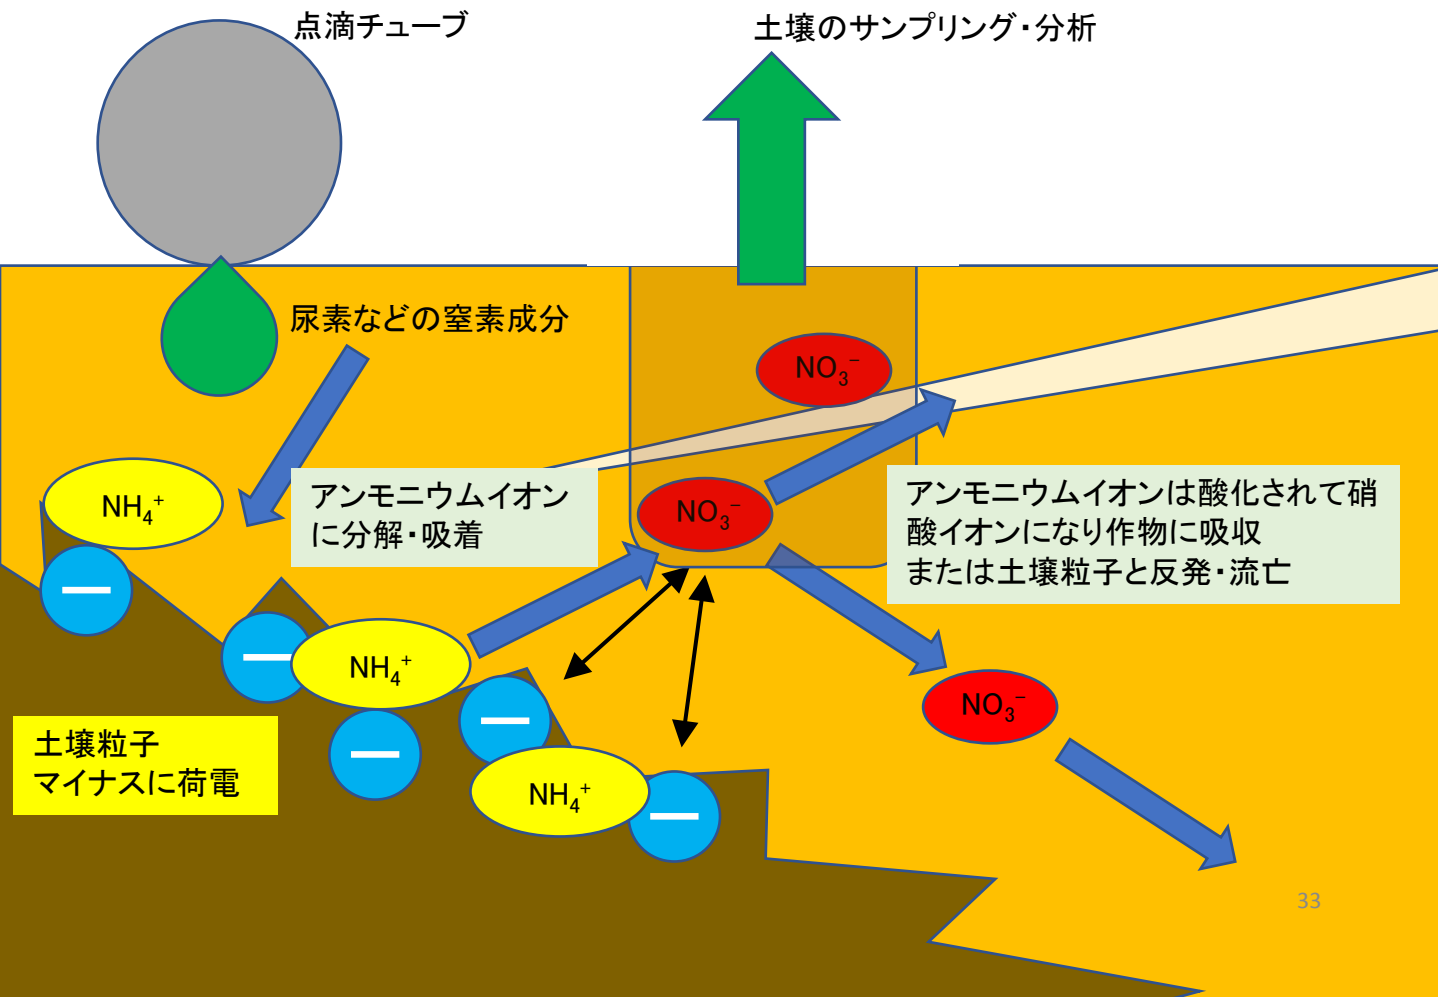 点滴チューブ
土壌のサンプリング・分析
尿素などの窒素成分
NO₃⁻
NH₄⁺
アンモニウムイオン
に分解・吸着
NO₃⁻
アンモニウムイオンは酸化されて硝
酸イオンになり作物に吸収
または土壌粒子と反発・流亡
—
—
NH₄⁺
NO₃⁻
—
土壌粒子
マイナスに荷電
—
NH₄⁺
—
33